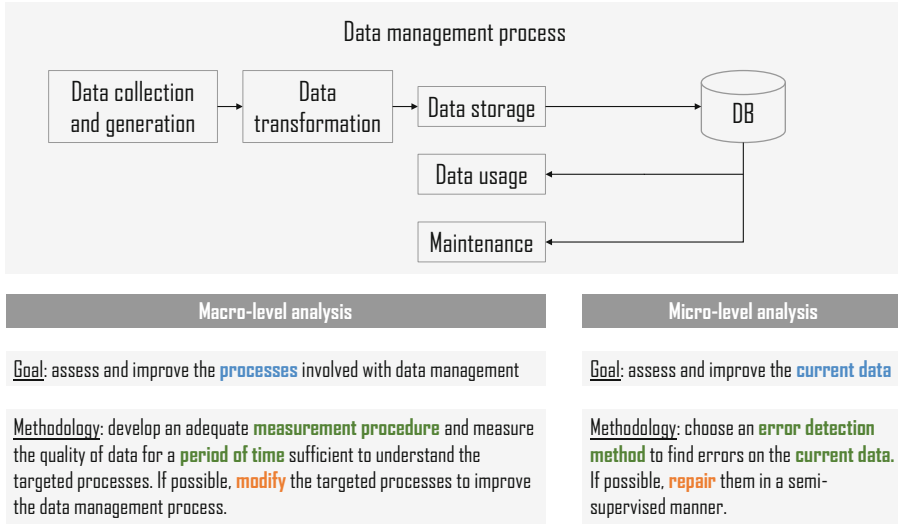 Data management process
Data collection
and generation
Data
transformation
Data storage
DB
Data usage
Maintenance
Macro-level analysis
Goal: assess and improve the processes involved with data management
Methodology: develop an adequate measurement procedure and measure
the quality of data for a period of time sufficient to understand the
targeted processes. If possible, modify the targeted processes to improve
the data management process.
Micro-level analysis
Goal: assess and improve the current data
Methodology: choose an error detection
method to find errors on the current data.
If possible, repair them in a semi-
supervised manner.